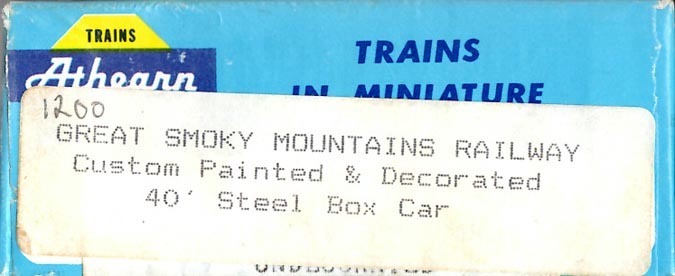 TRAINS
Athearn
TRAINS
IN MINIATURE
1200
GREAT SMOKY MOUNTAINS RAILWAY
Custom Painted & Decorated
40' Steel Box Car